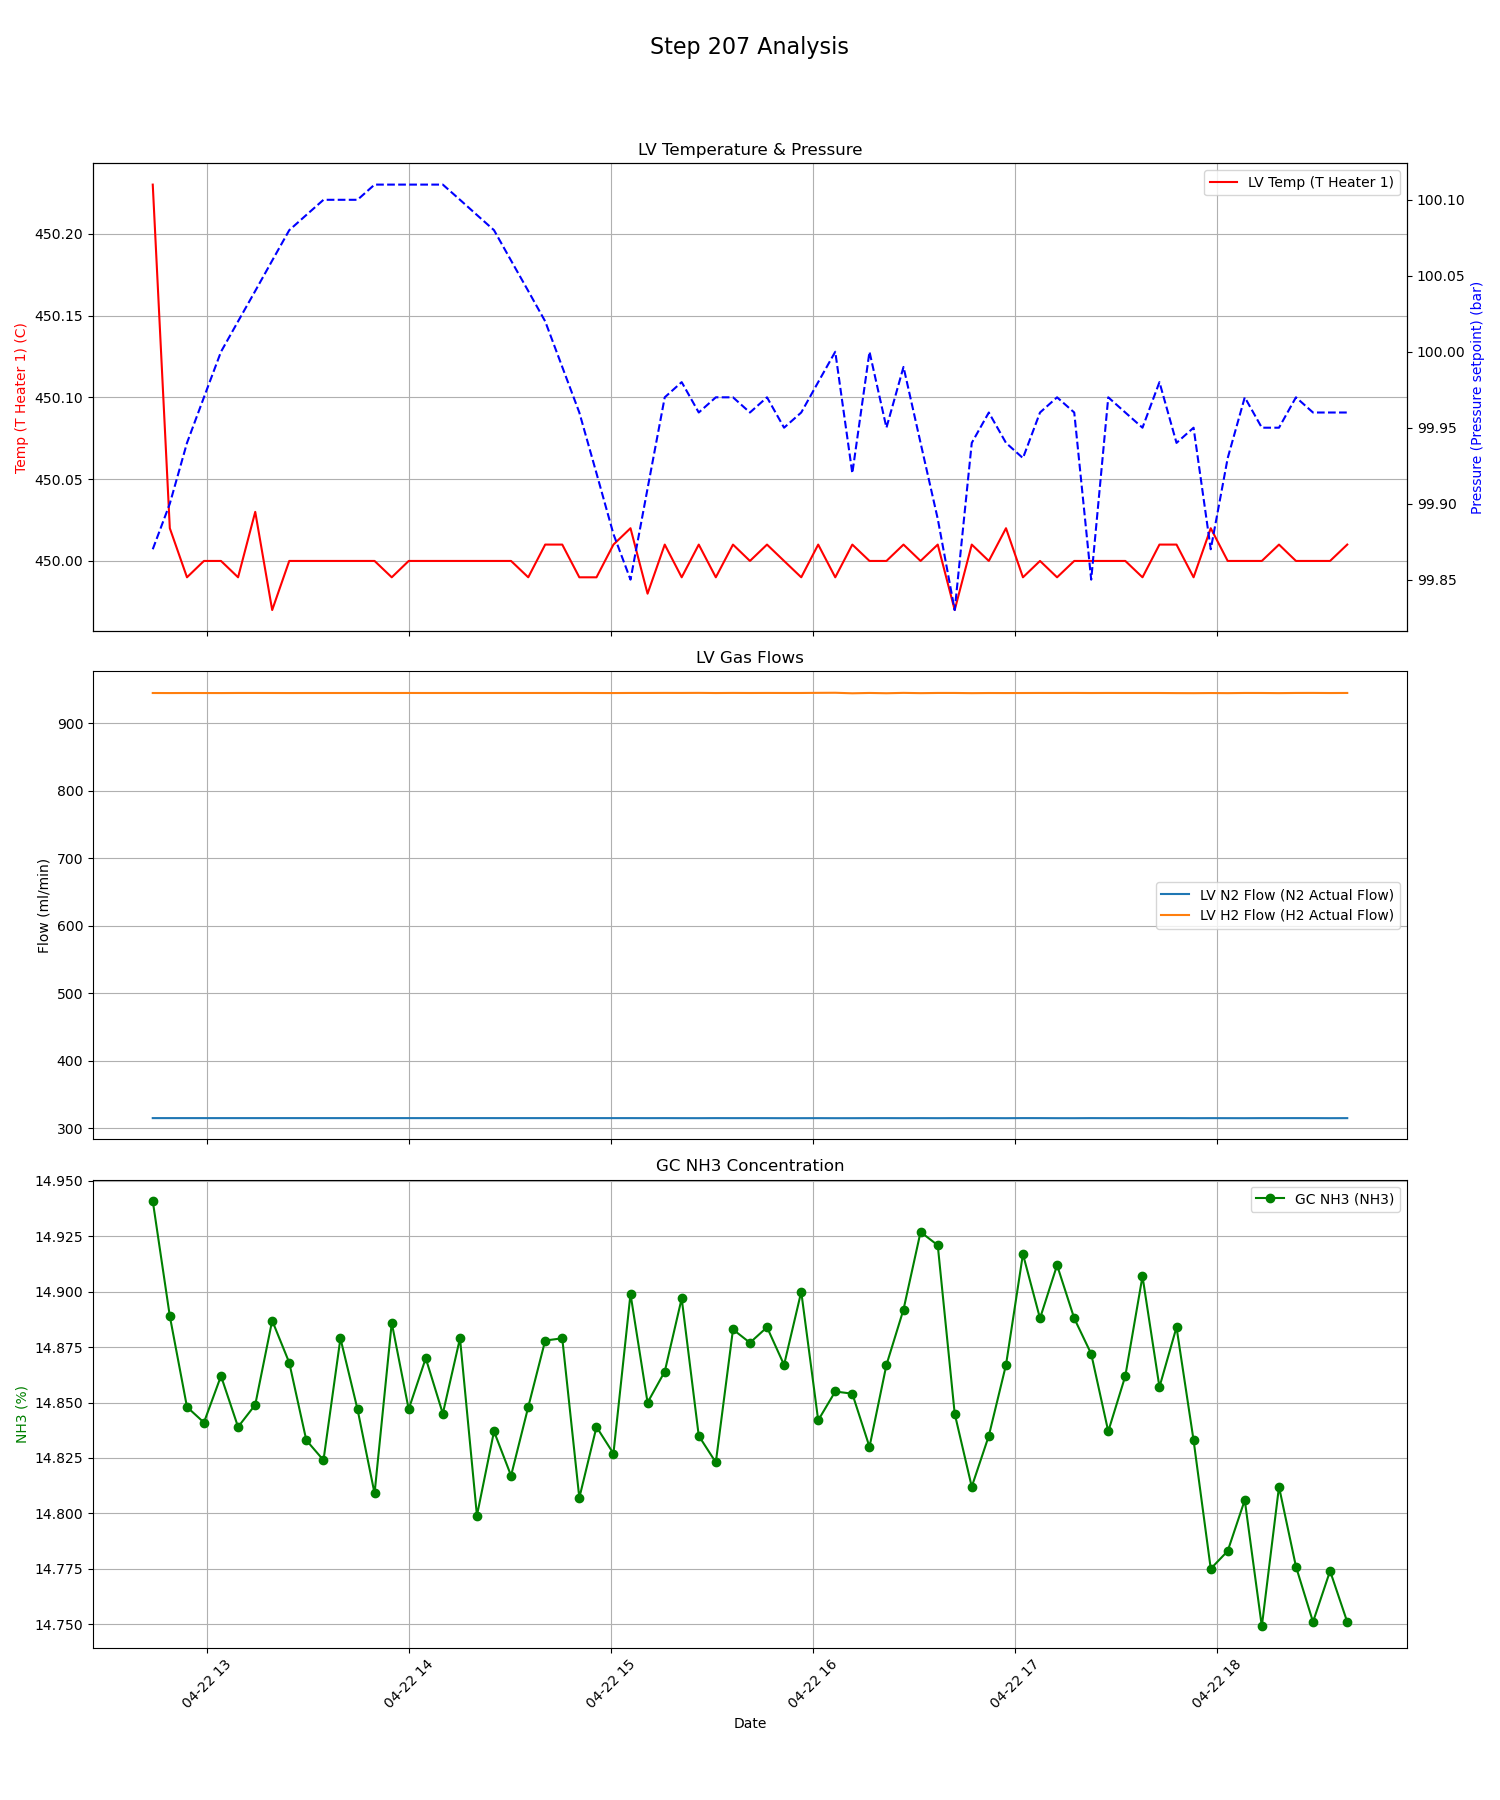 Step 207 Analysis
LV Temperature & Pressure
LV Temp (T Heater 1)
Temp (T Heater 1) (C)
450.20
450.15
450.10
450.05
450.00
100.10
100.05
100.00
99.95
99.90
99.85
Pressure (Pressure setpoint) (bar)
LV Gas Flows
Flow (ml/min)
900
800
700
600
500
400
300
LV N2 Flow (N2 Actual Flow)
LV H2 Flow (H2 Actual Flow)
GC NH3 Concentration
GC NH3 (NH3)
NH3 (%)
14.950
14.925
14.900
14.875
14.850
14.825
14.800
14.775
14.750
04-22 13
04-22 14
04-22 15
04-22 16
04-22 17
04-22 18
Date